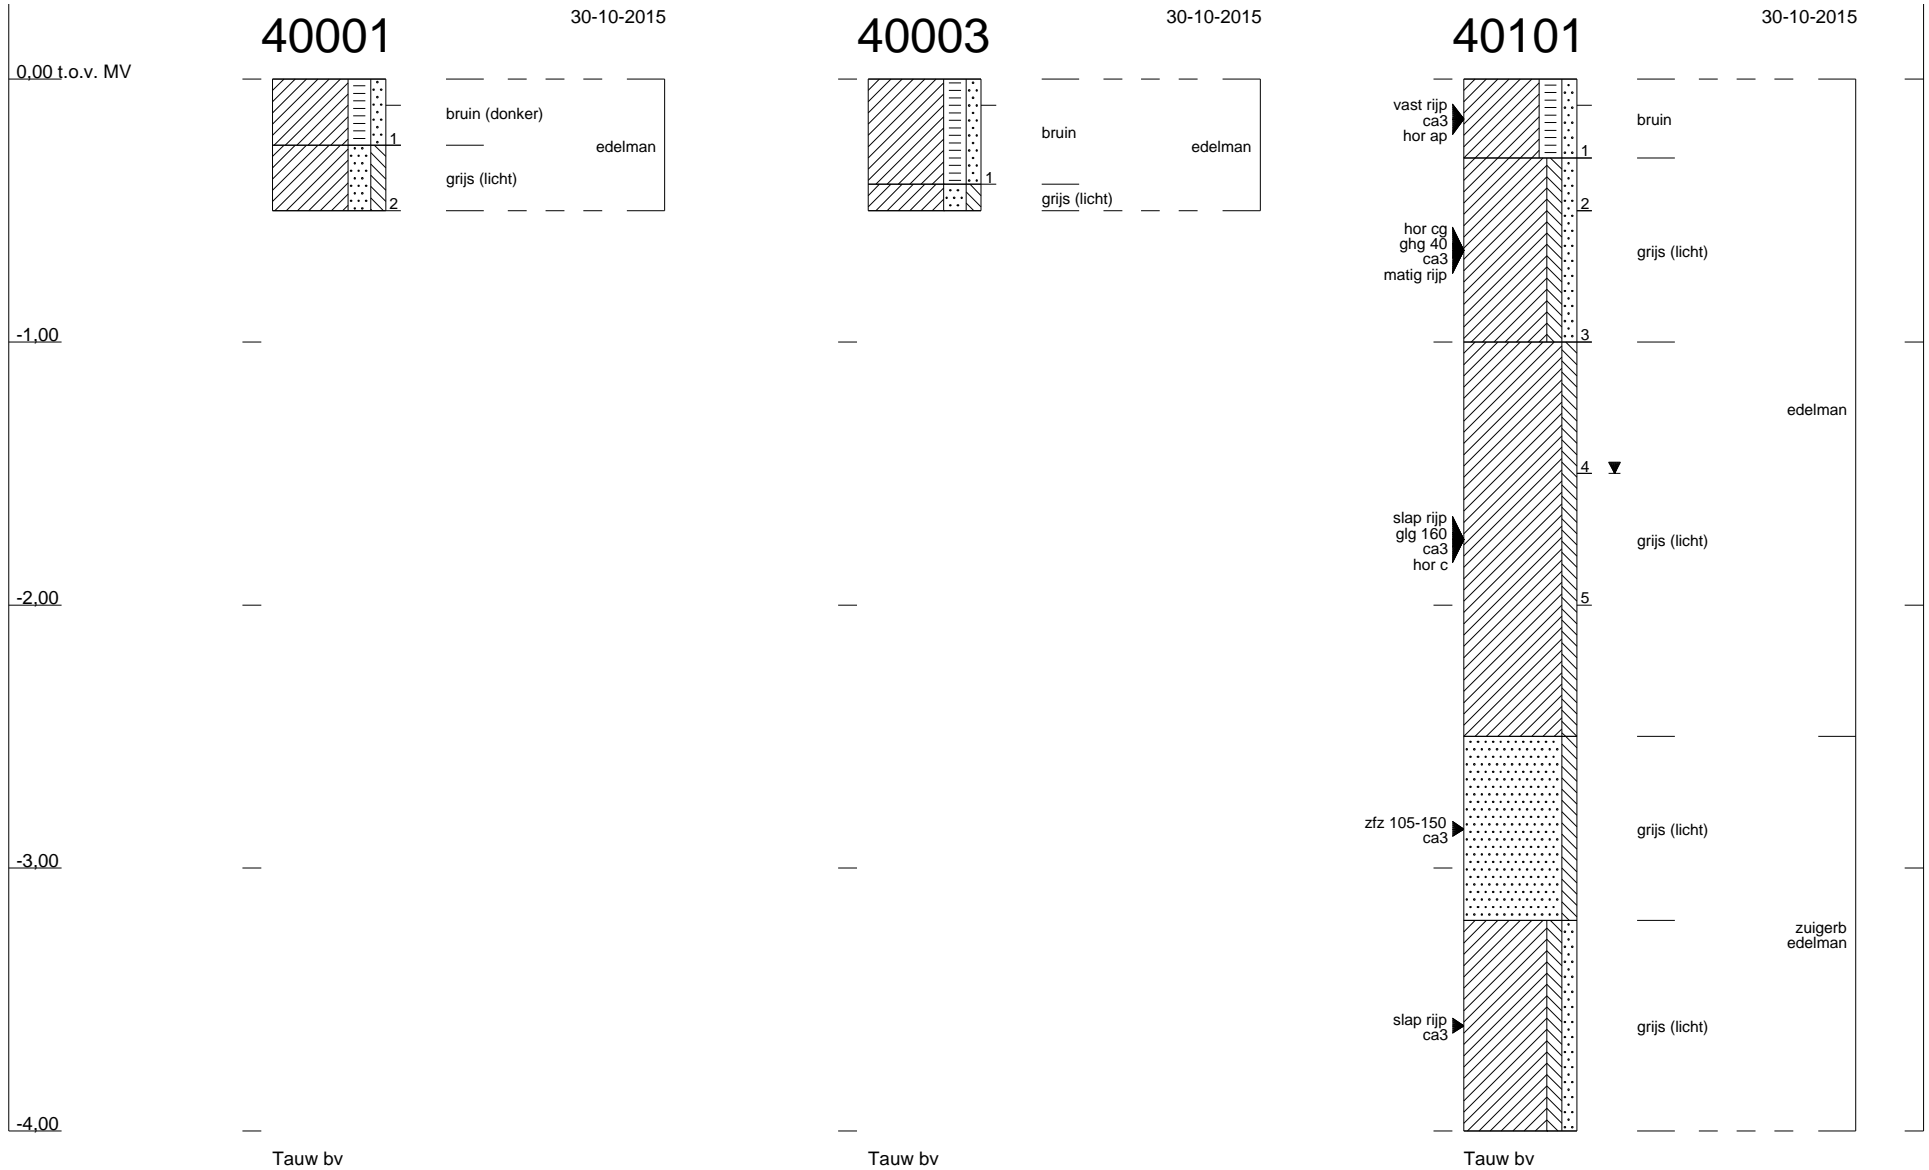 40001
30-10-2015
40003
30-10-2015
40101
30-10-2015
0,00 t.o.v. MV
-1,00
-2,00
-3,00
-4,00
bruin (donker)
1
edelman
grijs (licht)
2
Tauw bv
bruin
edelman
1
grijs (licht)
Tauw bv
vast rijp
ca3
hor ap
bruin
1
2
hor cg
ghg 40
ca3
matig rijp
grijs (licht)
3
edelman
4
slap rijp
glg 160
ca3
hor c
grijs (licht)
5
zfz 105-150
ca3
grijs (licht)
zuigerb
edelman
slap rijp
ca3
grijs (licht)
Tauw bv